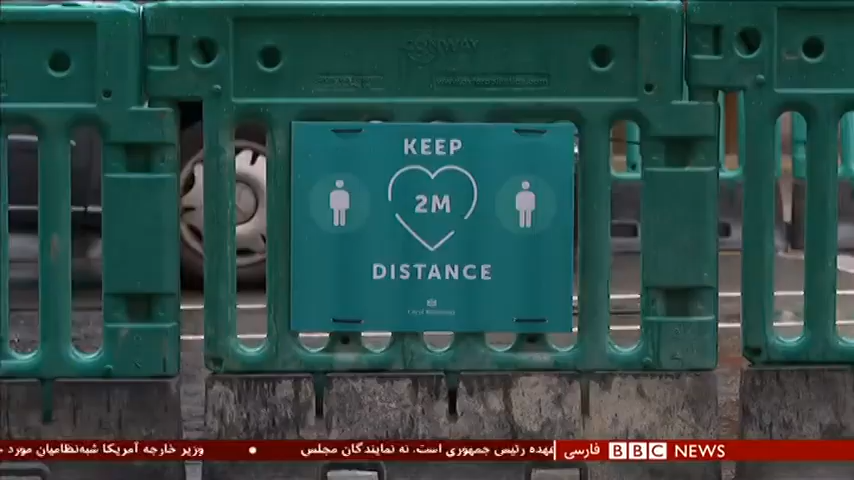 CONWAY
KEEP
2M
DISTANCE
عهده رئیس جمهوری است، نه نمایندگان مجلس • وزیر خارجه آمریکا شبه‌نظامیان مورد
فارسی BBC NEWS